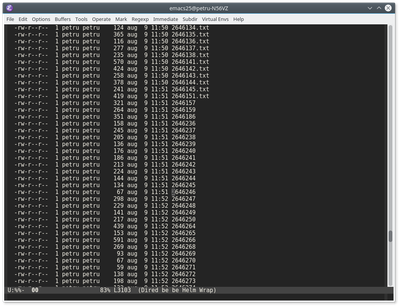 emacs25@petru-N56VZ
File Edit Options Buffers Tools Operate Mark Regexp Immediate Subdir Virtual Envs Help
-rw-r--r-- 1 petru petru 124 aug 9 11:50 2646134.txt
-rw-r--r-- 1 petru petru 365 aug 9 11:50 2646135.txt
-rw-r--r-- 1 petru petru 116 aug 9 11:50 2646136.txt
-rw-r--r-- 1 petru petru 277 aug 9 11:50 2646137.txt
-rw-r--r-- 1 petru petru 235 aug 9 11:50 2646138.txt
-rw-r--r-- 1 petru petru 570 aug 9 11:50 2646141.txt
-rw-r--r-- 1 petru petru 424 aug 9 11:50 2646142.txt
-rw-r--r-- 1 petru petru 258 aug 9 11:50 2646143.txt
-rw-r--r-- 1 petru petru 378 aug 9 11:50 2646144.txt
-rw-r--r-- 1 petru petru 241 aug 9 11:51 2646145.txt
-rw-r--r-- 1 petru petru 419 aug 9 11:51 2646151.txt
-rw-r--r-- 1 petru petru 321 aug 9 11:51 2646157
-rw-r--r-- 1 petru petru 264 aug 9 11:51 2646159
-rw-r--r-- 1 petru petru 351 aug 9 11:51 2646186
-rw-r--r-- 1 petru petru 158 aug 9 11:51 2646236
-rw-r--r-- 1 petru petru 245 aug 9 11:51 2646237
-rw-r--r-- 1 petru petru 205 aug 9 11:51 2646238
-rw-r--r-- 1 petru petru 136 aug 9 11:51 2646239
-rw-r--r-- 1 petru petru 176 aug 9 11:51 2646240
-rw-r--r-- 1 petru petru 186 aug 9 11:51 2646241
-rw-r--r-- 1 petru petru 213 aug 9 11:51 2646242
-rw-r--r-- 1 petru petru 224 aug 9 11:51 2646243
-rw-r--r-- 1 petru petru 144 aug 9 11:51 2646244
-rw-r--r-- 1 petru petru 134 aug 9 11:51 2646245
-rw-r--r-- 1 petru petru 67 aug 9 11:51 2646246
-rw-r--r-- 1 petru petru 298 aug 9 11:52 2646247
-rw-r--r-- 1 petru petru 229 aug 9 11:52 2646248
-rw-r--r-- 1 petru petru 141 aug 9 11:52 2646249
-rw-r--r-- 1 petru petru 217 aug 9 11:52 2646250
-rw-r--r-- 1 petru petru 439 aug 9 11:52 2646264
-rw-r--r-- 1 petru petru 153 aug 9 11:52 2646265
-rw-r--r-- 1 petru petru 591 aug 9 11:52 2646266
-rw-r--r-- 1 petru petru 269 aug 9 11:52 2646268
-rw-r--r-- 1 petru petru 93 aug 9 11:52 2646269
-rw-r--r-- 1 petru petru 67 aug 9 11:52 2646270
-rw-r--r-- 1 petru petru 59 aug 9 11:52 2646271
-rw-r--r-- 1 petru petru 138 aug 9 11:52 2646272
-rw-r--r-- 1 petru petru 198 aug 9 11:52 2646273
U:%%- 00 83% L3103 (Dired be be Helm Wrap)